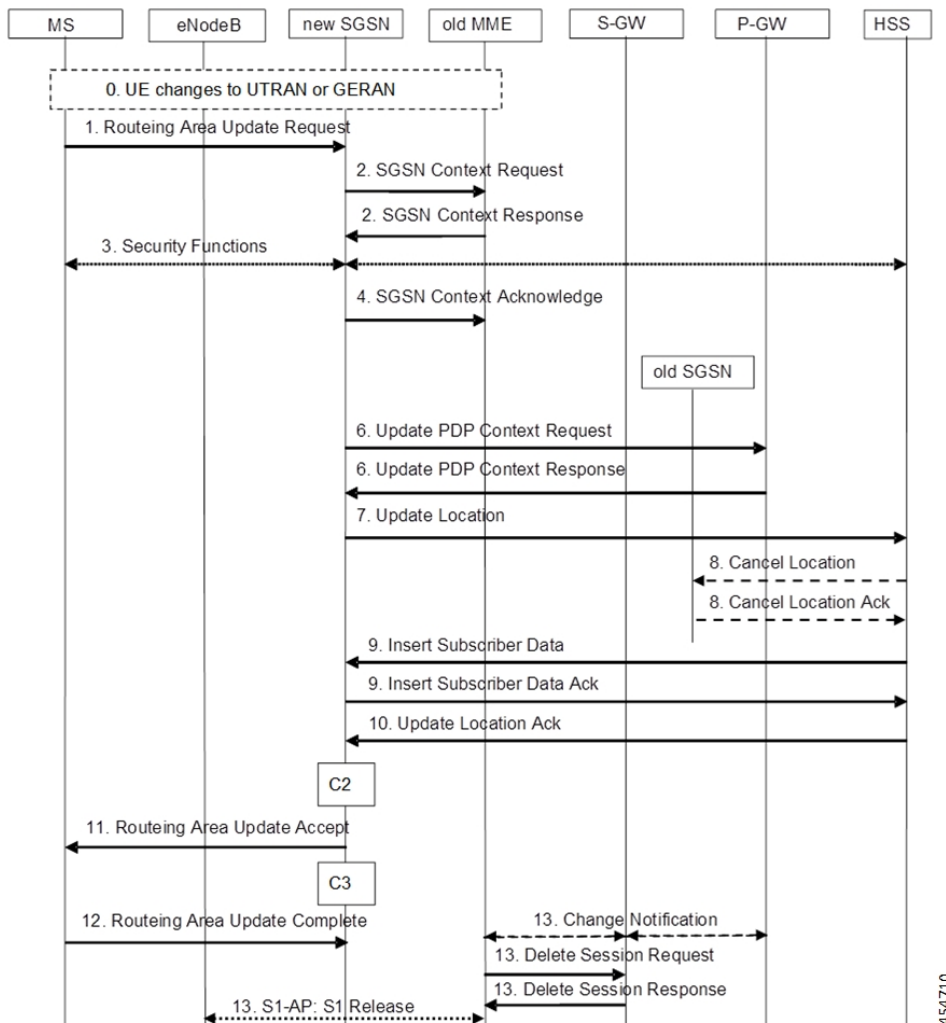 MS eNodeB new SGSN old MME S-GW P-GW HSS
0. UE changes to UTRAN or GERAN
1. Routeing Area Update Request
2. SGSN Context Request
2. SGSN Context Response
3. Security Functions
4. SGSN Context Acknowledge
old SGSN
6. Update PDP Context Request
6. Update PDP Context Response
7. Update Location
8. Cancel Location
8. Cancel Location Ack
9. Insert Subscriber Data
9. Insert Subscriber Data Ack
10. Update Location Ack
C2
11. Routeing Area Update Accept
C3
12. Routeing Area Update Complete
13. Change Notification
13. Delete Session Request
13. Delete Session Response
13. S1-AP: S1 Release
454710